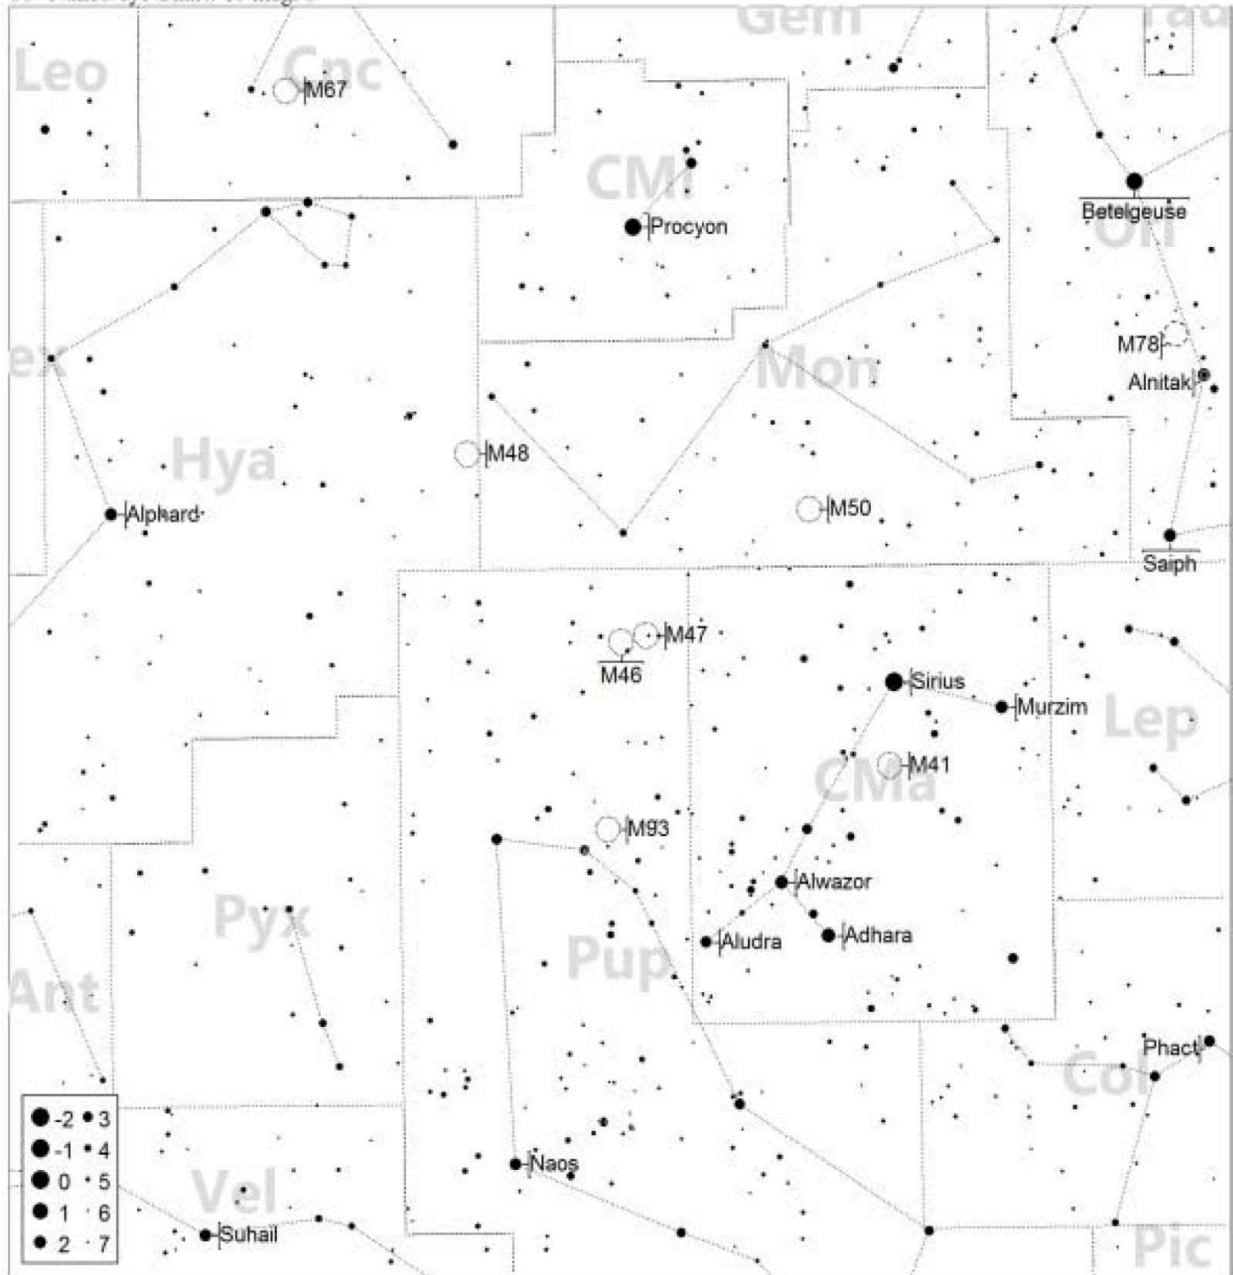 Gem
Leo
Cnc
M67
CMi
Procyon
Betelgeuse
Ori
M78
Alnitak
ex
Mon
Hya
M48
M50
Alphard
Saiph
M47
M46
Sirius
Murzim
Lep
M41
CMa
M93
Alwazor
Pyx
Aludra
Adhara
Pup
Ant
Phact
Col
-2 3
-1 4
0 5
1 6
2 7
Naos
Vel
Suhail
Pic